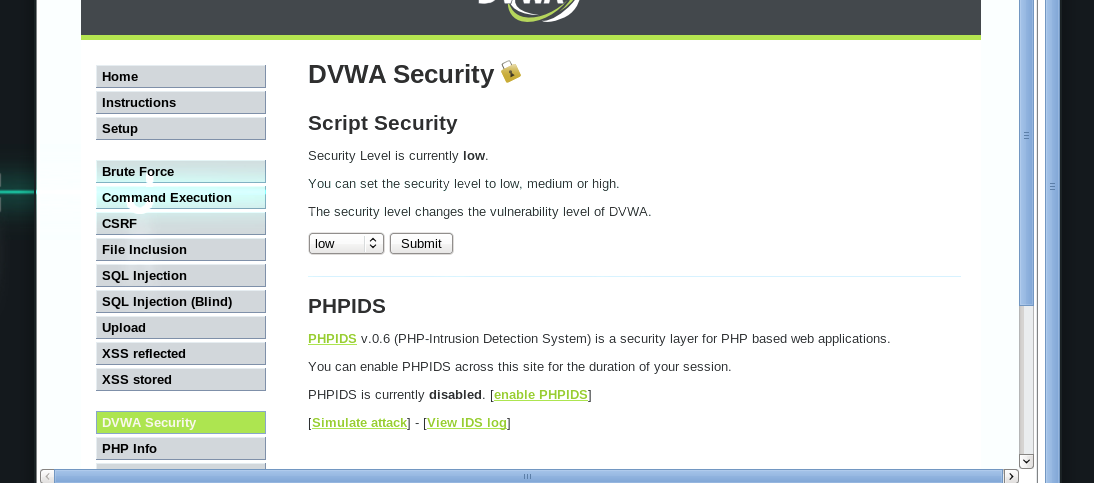 DVWA
Home
Instructions
Setup
Brute Force
Command Execution
CSRF
File Inclusion
SQL Injection
SQL Injection (Blind)
Upload
XSS reflected
XSS stored
DVWA Security
PHP Info
DVWA Security
Script Security
Security Level is currently low.
You can set the security level to low, medium or high.
The security level changes the vulnerability level of DVWA.
low Submit
PHPIDS
PHPIDS v.0.6 (PHP-Intrusion Detection System) is a security layer for PHP based web applications.
You can enable PHPIDS across this site for the duration of your session.
PHPIDS is currently disabled. [enable PHPIDS]
[Simulate attack] - [View IDS log]